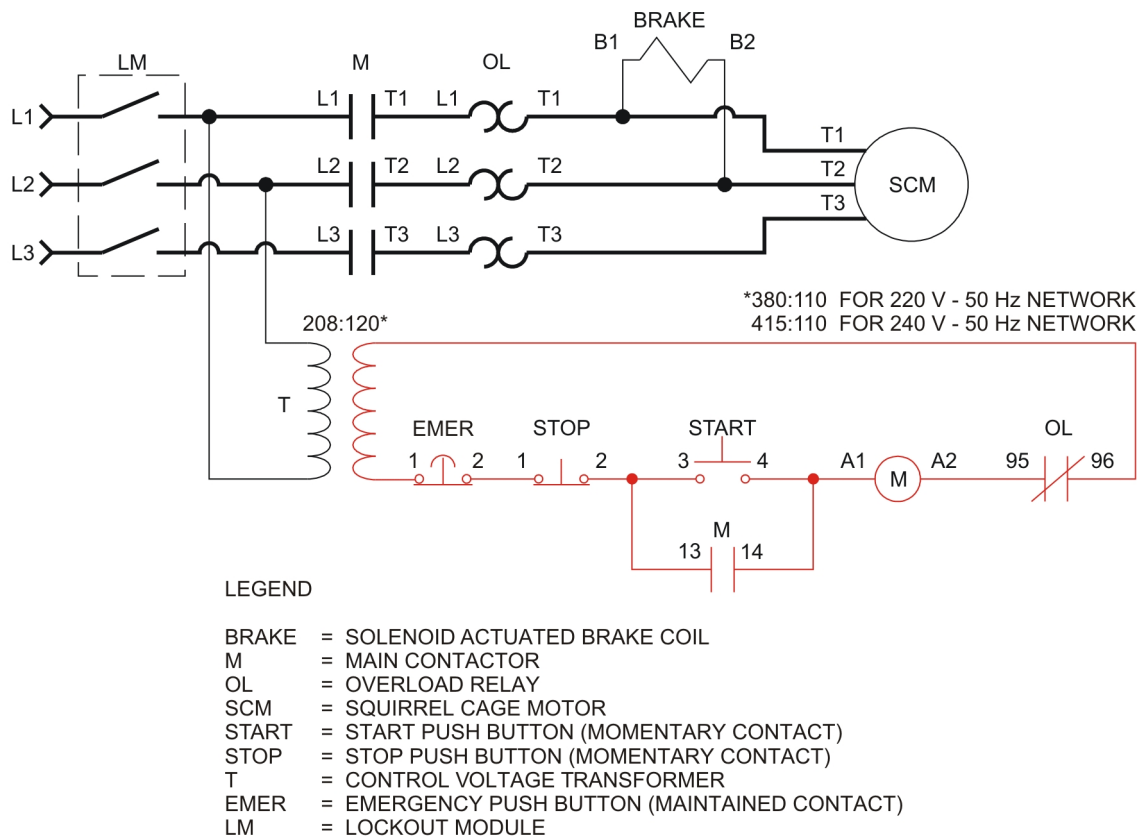 BRAKE
B1 B2
LM M OL
L1 L1 T1 L1 T1
T1
L2 L2 T2 L2 T2
T2
SCM
T3
L3 L3 T3 L3 T3
*380:110 FOR 220 V - 50 Hz NETWORK
208:120*
415:110 FOR 240 V - 50 Hz NETWORK
T
EMER STOP START OL
1 2 1 2 3 4 A1 A2 95 96
M
M
13 14
LEGEND
BRAKE = SOLENOID ACTUATED BRAKE COIL
M = MAIN CONTACTOR
OL = OVERLOAD RELAY
SCM = SQUIRREL CAGE MOTOR
START = START PUSH BUTTON (MOMENTARY CONTACT)
STOP = STOP PUSH BUTTON (MOMENTARY CONTACT)
T = CONTROL VOLTAGE TRANSFORMER
EMER = EMERGENCY PUSH BUTTON (MAINTAINED CONTACT)
LM = LOCKOUT MODULE